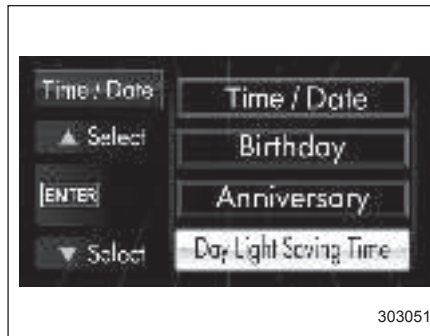 Time / Date
Time / Date
▲ Select
Birthday
ENTER
Anniversary
▼ Select
Day Light Saving Time
303051